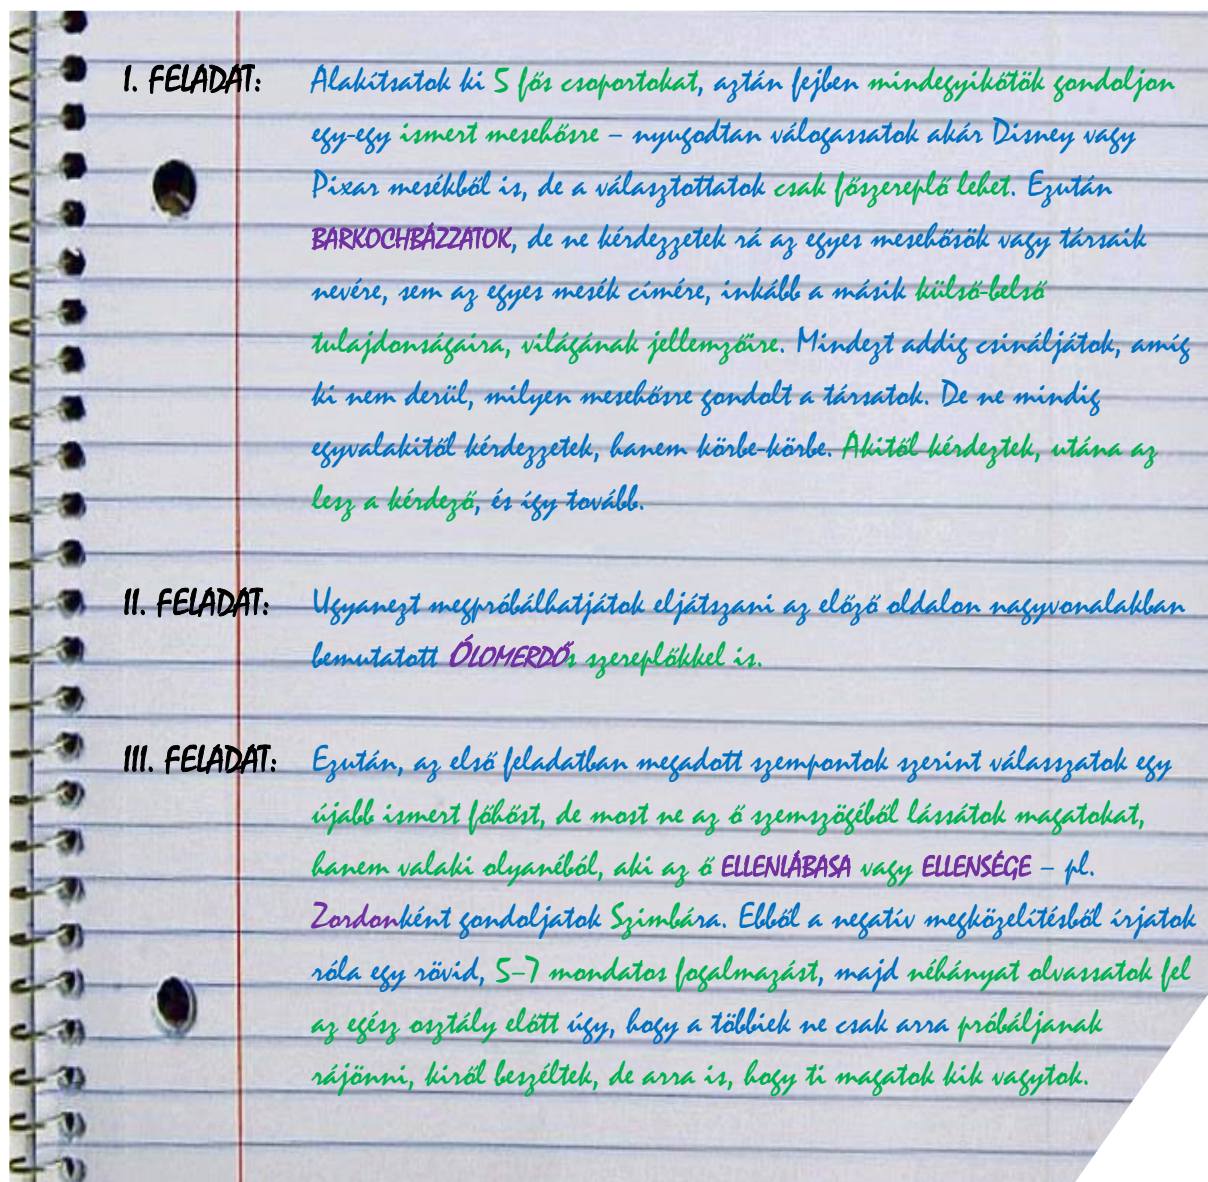 I. FELADAT: Alakítsatok ki 5 fős csoportokat, aztán fejben mindegyikőtök gondoljon
egy-egy ismert mesehősre – nyugodtan válogassatok akár Disney vagy
Pixar mesékből is, de a választottatok csak főszereplő lehet. Ezután
BARKOCHBÁZZATOK, de ne kérdezzetek rá az egyes mesehősök vagy társaik
nevére, sem az egyes mesék címére, inkább a másik külső-belső
tulajdonságaira, világának jellemzőire. Mindezt addig csináljátok, amíg
ki nem derül, milyen mesehősre gondolt a társatok. De ne mindig
egyvalakitől kérdezzetek, hanem körbe-körbe. Akitől kérdeztek, utána az
lesz a kérdező, és így tovább.
II. FELADAT: Ugyanezt megpróbálhatjátok eljátszani az előző oldalon nagyvonalakban
bemutatott ÓLOMERDŐs szereplőkkel is.
III. FELADAT: Ezután, az első feladatban megadott szempontok szerint válasszatok egy
újabb ismert főhőst, de most ne az ő szemszögéből lássátok magatokat,
hanem valaki olyanéból, aki az ő ELLENLÁBASA vagy ELLENSÉGE – pl.
Zordonként gondoljatok Szimbára. Ebből a negatív megközelítésből írjatok
róla egy rövid, 5–7 mondatos fogalmazást, majd néhányat olvassatok fel
az egész osztály előtt úgy, hogy a többiek ne csak arra próbáljanak
rájönni, kiről beszéltek, de arra is, hogy ti magatok kik vagytok.